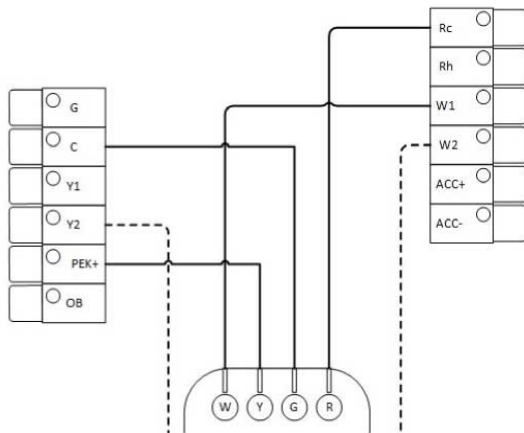 G
C
Y1
Y2
PEK+
OB
Rc
Rh
W1
W2
ACC+
ACC-
W Y G R